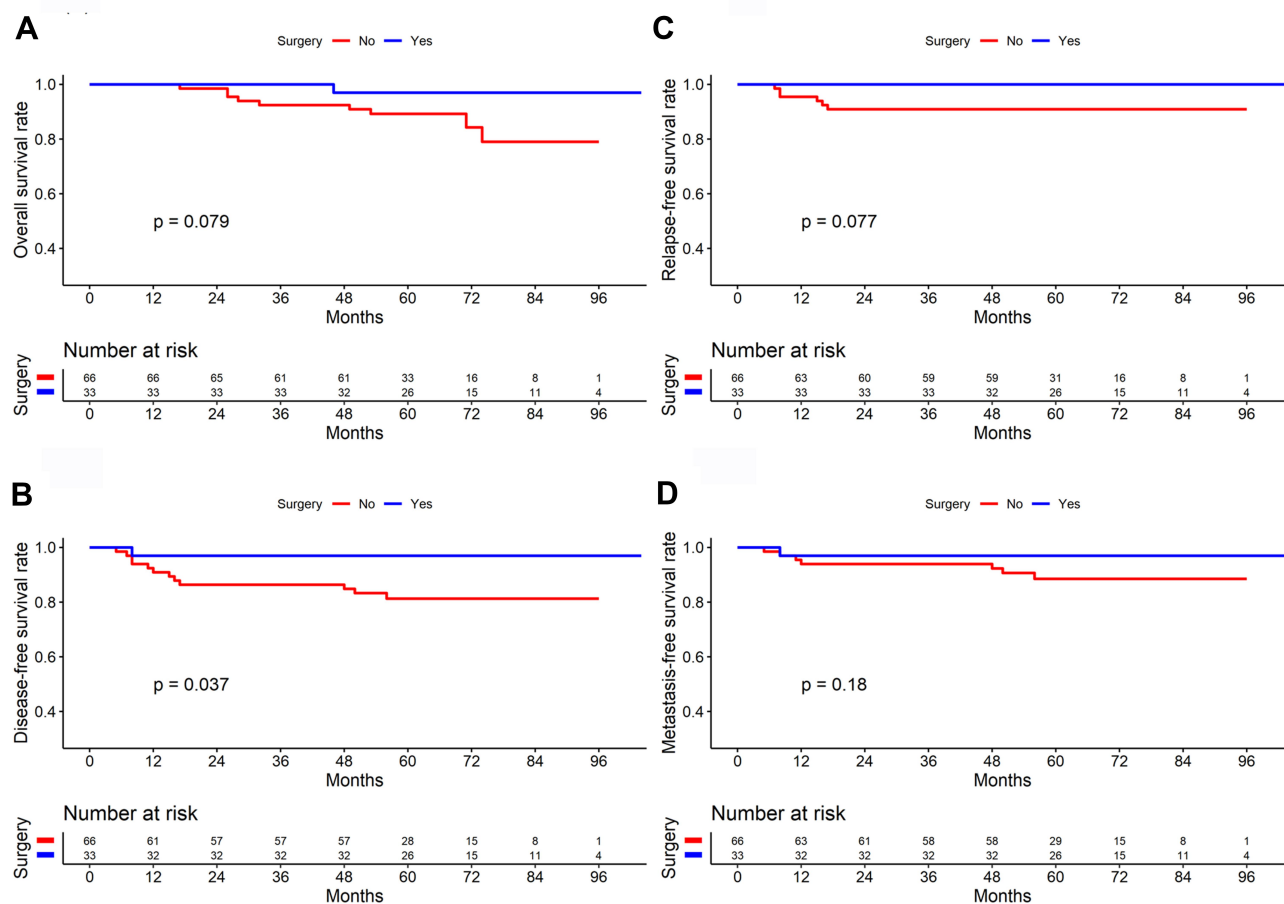 A
Surgery No Yes
Overall survival rate
1.0
0.8
0.6
0.4
p = 0.079
0 12 24 36 48 60 72 84 96
Months
Number at risk
Surgery
66 66 65 61 61 33 16 8 1
33 33 33 33 32 26 15 11 4
0 12 24 36 48 60 72 84 96
Months
C
Surgery No Yes
Relapse-free survival rate
1.0
0.8
0.6
0.4
p = 0.077
0 12 24 36 48 60 72 84 96
Months
Number at risk
Surgery
66 63 60 59 59 31 16 8 1
33 33 33 33 32 26 15 11 4
0 12 24 36 48 60 72 84 96
Months
B
Surgery No Yes
Disease-free survival rate
1.0
0.8
0.6
0.4
p = 0.037
0 12 24 36 48 60 72 84 96
Months
Number at risk
Surgery
66 61 57 57 57 28 15 8 1
33 32 32 32 32 26 15 11 4
0 12 24 36 48 60 72 84 96
Months
D
Surgery No Yes
Metastasis-free survival rate
1.0
0.8
0.6
0.4
p = 0.18
0 12 24 36 48 60 72 84 96
Months
Number at risk
Surgery
66 63 61 58 58 29 15 8 1
33 32 32 32 32 26 15 11 4
0 12 24 36 48 60 72 84 96
Months